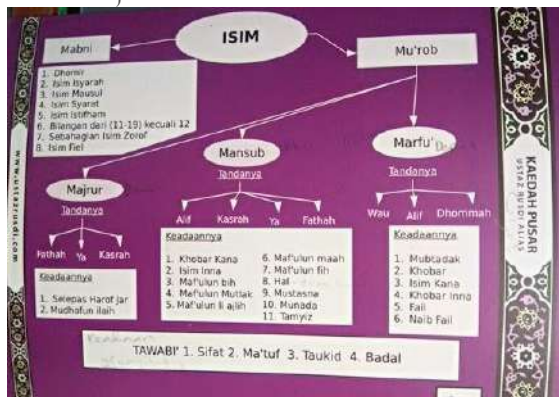 ISIM
Mabni
Mu'rob
1. Dhomir
2. Isim Isyarah
3. Isim Mausul
4. Isim Syarat
5. Isim Istifham
6. Bilangan dari (11-19) kecuali 12
7. Sebahagian Isim Zorof
8. Isim Fiel
Majrur
Tandanya
Fathah Ya Kasrah
Keadaannya
1. Selepas Harof Jar
2. Mudhofun ilaih
Mansub
Tandanya
Alif Kasrah Ya Fathah
Keadaannya
1. Khobar Kana
2. Isim Inna
3. Maf'ulun bih
4. Maf'ulun Mutlak
5. Maf'ulun li ajlih
6. Maf'ulun maah
7. Maf'ulun fih
8. Hal
9. Mustasna
10. Munada
11. Tamyiz
Marfu'
Tandanya
Wau Alif Dhommah
Keadaannya
1. Mubtadak
2. Khobar
3. Isim Kana
4. Khobar Inna
5. Fail
6. Naib Fail
TAWABI' 1. Sifat 2. Ma'tuf 3. Taukid 4. Badal
www.ustazrusdi.com
KAEDAH PUSAR
USTAZ RUSDI ALIAS